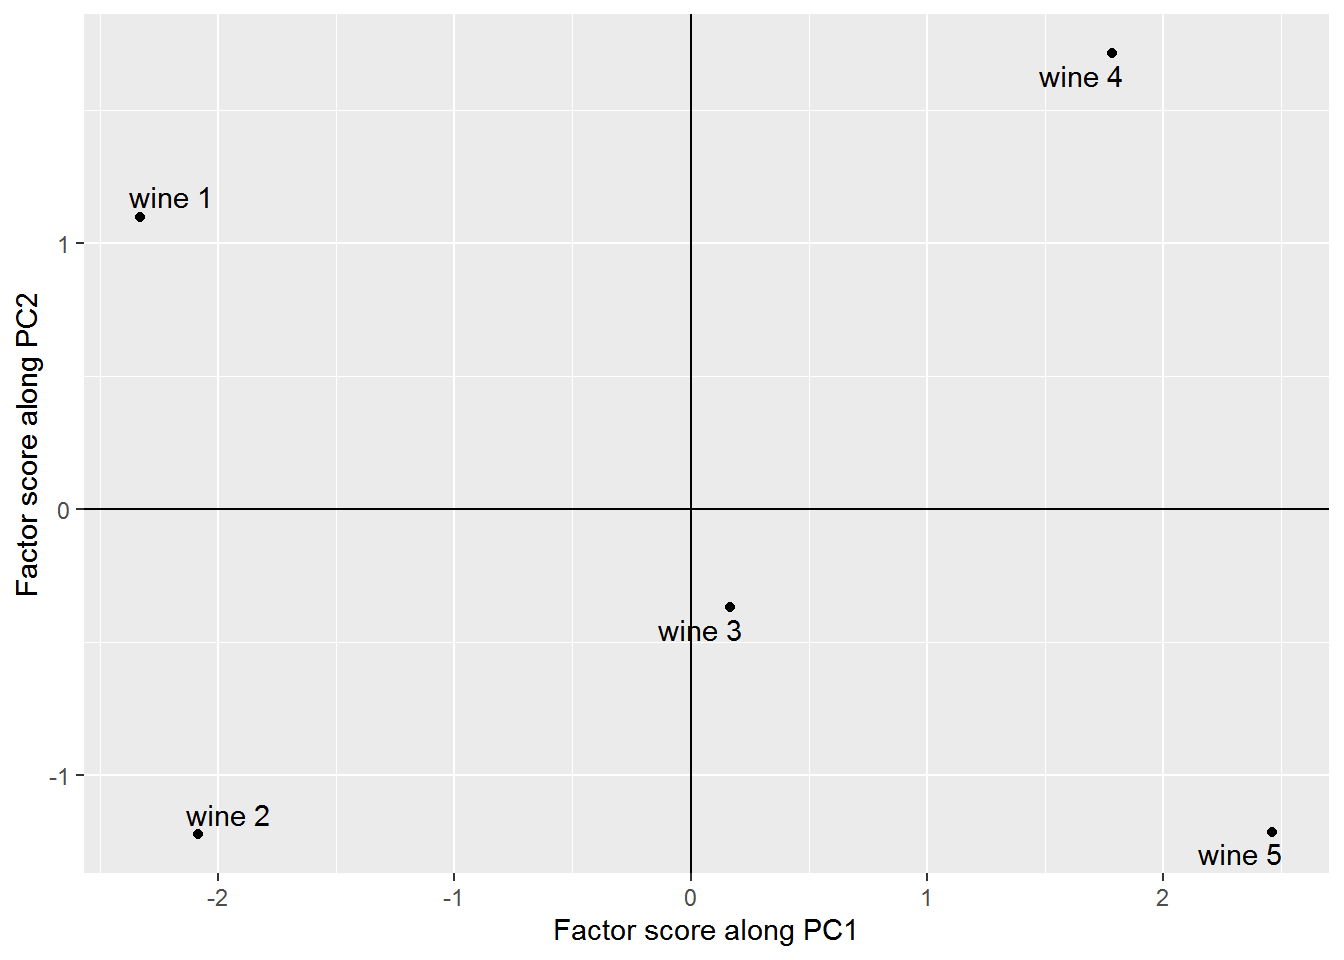 wine 4
wine 1
1
Factor score along PC2
0
wine 3
-1
wine 2
wine 5
-2 -1 0 1 2
Factor score along PC1